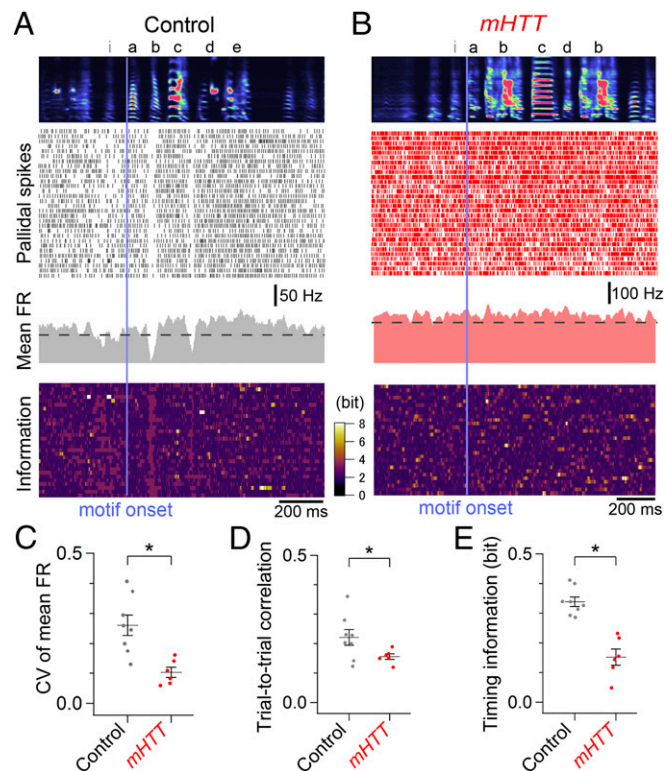 A Control
i a b c d e
Pallidal spikes
50 Hz
Mean FR
Information
motif onset
200 ms
(bit)
8
6
4
2
0
B mHTT
i a b c d b
100 Hz
motif onset
200 ms
C
0.5
0.0
CV of mean FR
*
Control
mHTT
D
0.5
0.0
Trial-to-trial correlation
*
Control
mHTT
E
0.5
0.0
Timing information (bit)
*
Control
mHTT